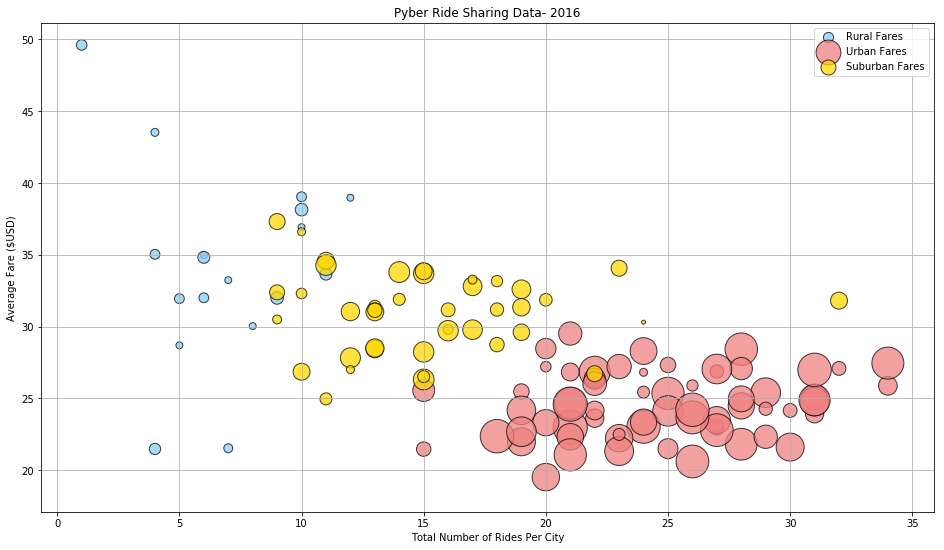 Pyber Ride Sharing Data- 2016
Rural Fares
Urban Fares
Suburban Fares
Average Fare ($USD)
50
45
40
35
30
25
20
0 5 10 15 20 25 30 35
Total Number of Rides Per City